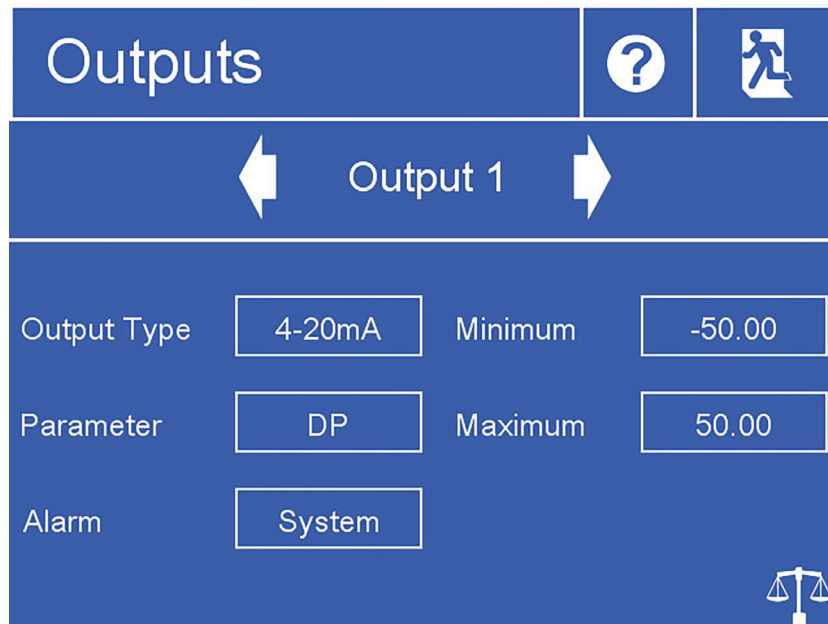 Outputs ?
Output 1
Output Type 4-20mA Minimum -50.00
Parameter DP Maximum 50.00
Alarm System